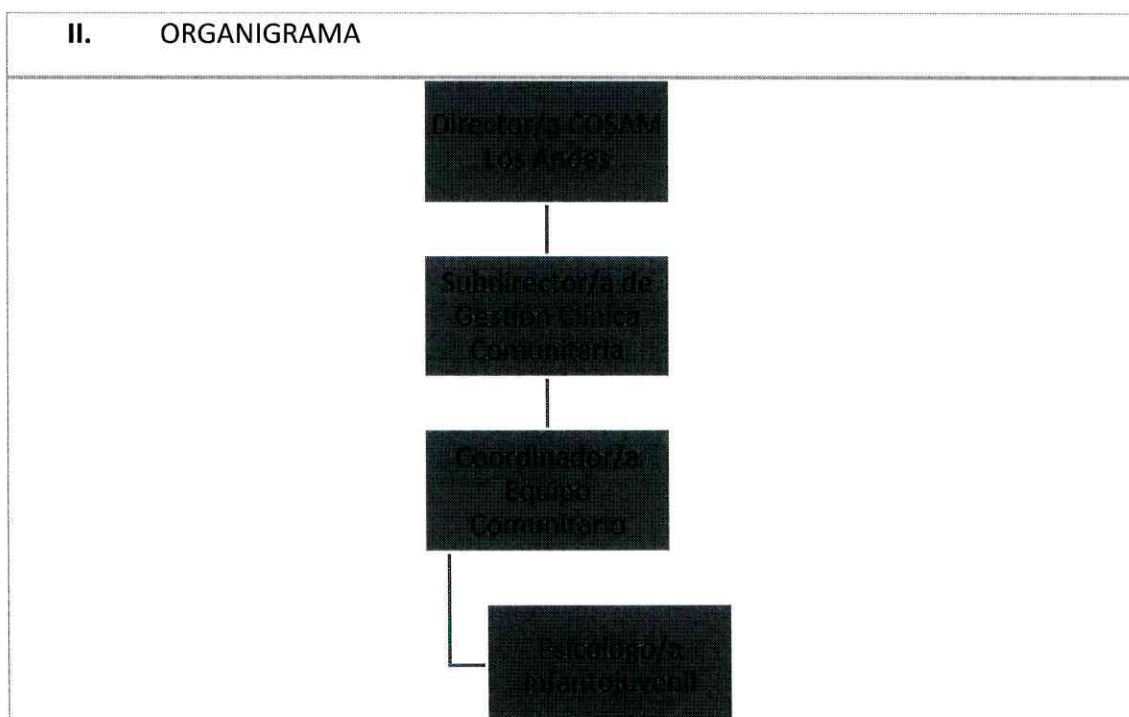 II. ORGANIGRAMA
Director/a COSAM
Los Andes
Subdirector/a de
Gestión Clínica
Comunitaria
Coordinador/a
Equipo
Comunitario
Psicólogo/a
Infantojuvenil